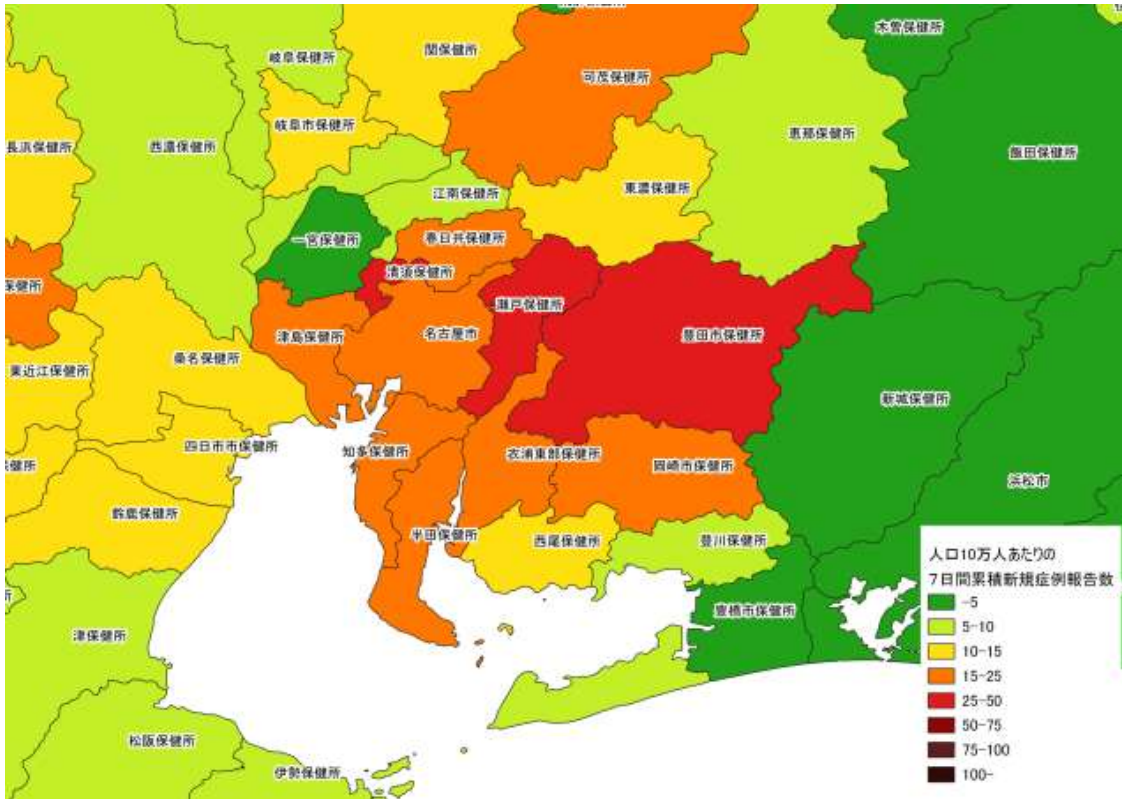 木曽保健所
関保健所
岐阜保健所
可茂保健所
岐阜市保健所
恵那保健所
長浜保健所
西濃保健所
飯田保健所
東濃保健所
江南保健所
一宮保健所
春日井保健所
清須保健所
保健所
瀬戸保健所
津島保健所
名古屋市
豊田市保健所
桑名保健所
東近江保健所
新城保健所
四日市市保健所
知多保健所
衣浦東部保健所
岡崎市保健所
保健所
浜松市
鈴鹿保健所
半田保健所
西尾保健所
豊川保健所
人口10万人あたりの
7日間累積新規症例報告数
-5
5-10
10-15
15-25
25-50
50-75
75-100
100-
豊橋市保健所
所
津保健所
松阪保健所
伊勢保健所